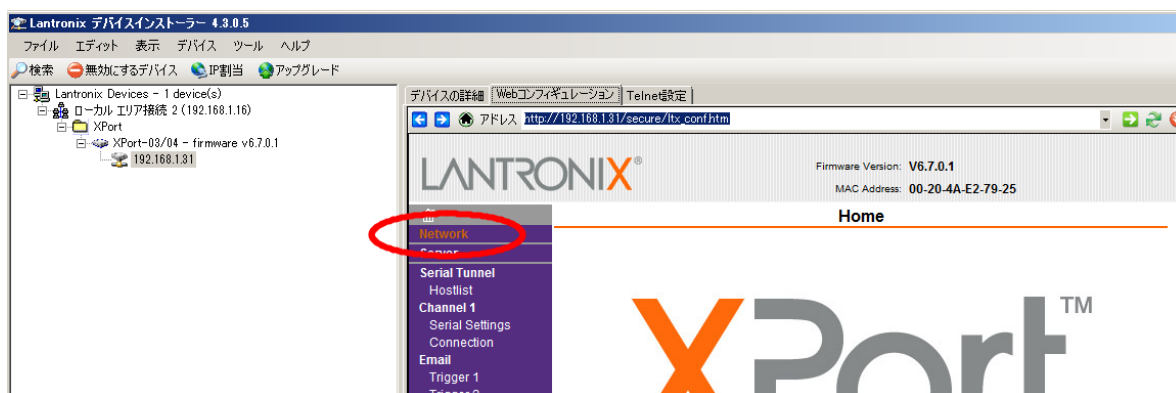 Lantronix デバイスインストーラー 4.3.0.5
ファイル エディット 表示 デバイス ツール ヘルプ
検索 無効にするデバイス IP割当 アップグレード
Lantronix Devices - 1 device(s)
ローカル エリア接続 2 (192.168.1.16)
XPort
XPort-03/04 - firmware v6.7.0.1
192.168.1.31
デバイスの詳細 Webコンフィギュレーション Telnet設定
アドレス http://192.168.1.31/secure/ltx_conf.htm
LANTRONIX®
Firmware Version: V6.7.0.1
MAC Address: 00-20-4A-E2-79-25
Home
Network
Server
Serial Tunnel
Hostlist
Channel 1
Serial Settings
Connection
Email
Trigger 1
Trigger 2
XPort™